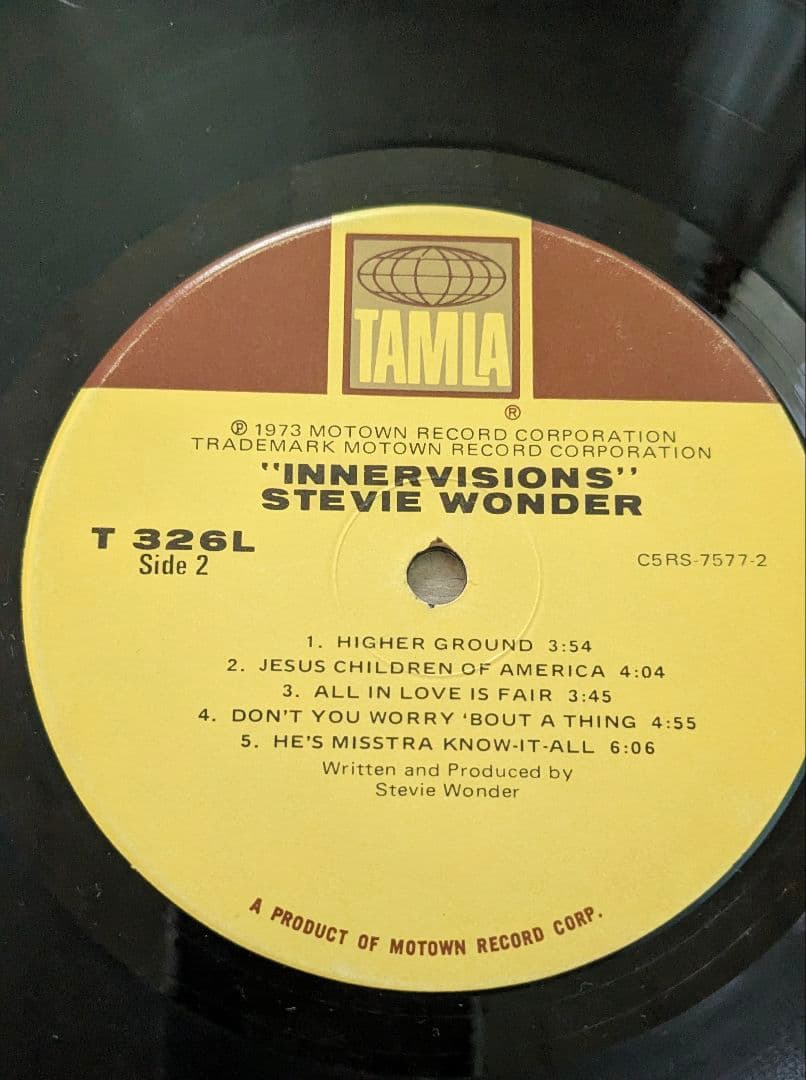 TAMLA
®
℗ 1973 MOTOWN RECORD CORPORATION
TRADEMARK MOTOWN RECORD CORPORATION
"INNERVISIONS"
STEVIE WONDER
T 326L
Side 2
C5RS-7577-2
1. HIGHER GROUND 3:54
2. JESUS CHILDREN OF AMERICA 4:04
3. ALL IN LOVE IS FAIR 3:45
4. DON'T YOU WORRY 'BOUT A THING 4:55
5. HE'S MISSTRA KNOW-IT-ALL 6:06
Written and Produced by
Stevie Wonder
A PRODUCT OF MOTOWN RECORD CORP.